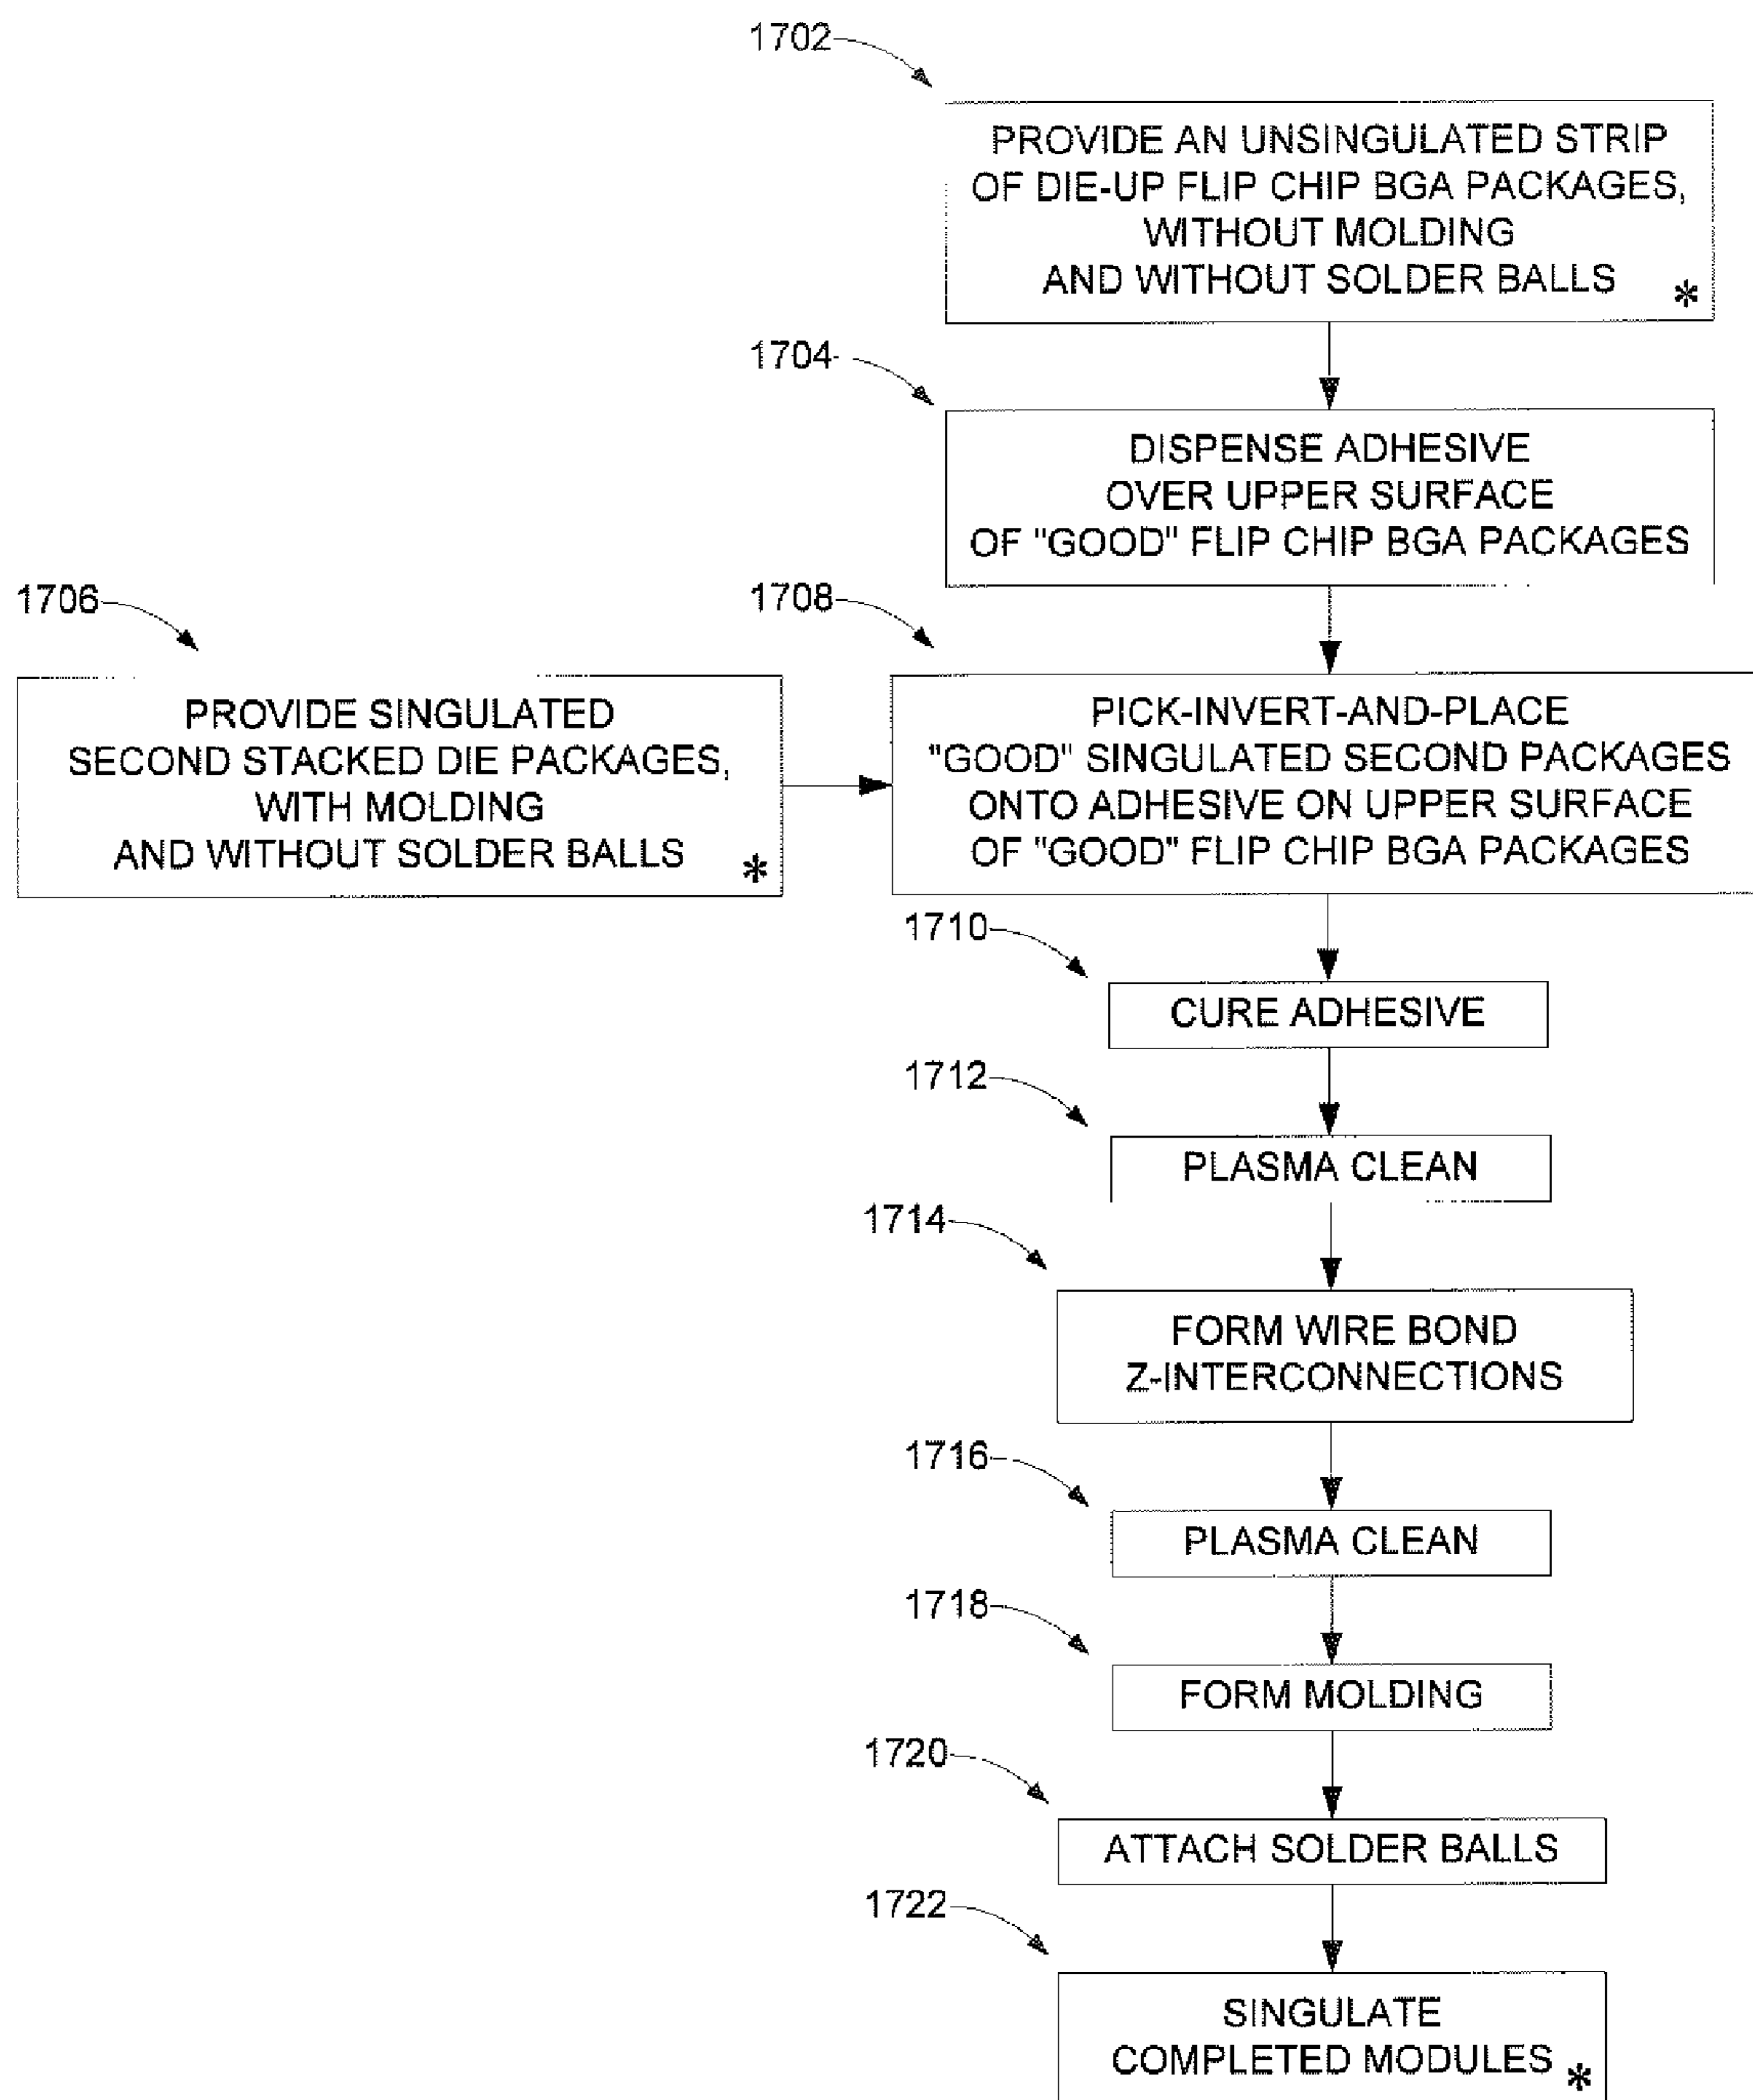 1702
PROVIDE AN UNSINGULATED STRIP
OF DIE-UP FLIP CHIP BGA PACKAGES,
WITHOUT MOLDING
AND WITHOUT SOLDER BALLS *
1704
DISPENSE ADHESIVE
OVER UPPER SURFACE
OF "GOOD" FLIP CHIP BGA PACKAGES
1706
PROVIDE SINGULATED
SECOND STACKED DIE PACKAGES,
WITH MOLDING
AND WITHOUT SOLDER BALLS *
1708
PICK-INVERT-AND-PLACE
"GOOD" SINGULATED SECOND PACKAGES
ONTO ADHESIVE ON UPPER SURFACE
OF "GOOD" FLIP CHIP BGA PACKAGES
1710
CURE ADHESIVE
1712
PLASMA CLEAN
1714
FORM WIRE BOND
Z-INTERCONNECTIONS
1716
PLASMA CLEAN
1718
FORM MOLDING
1720
ATTACH SOLDER BALLS
1722
SINGULATE
COMPLETED MODULES *